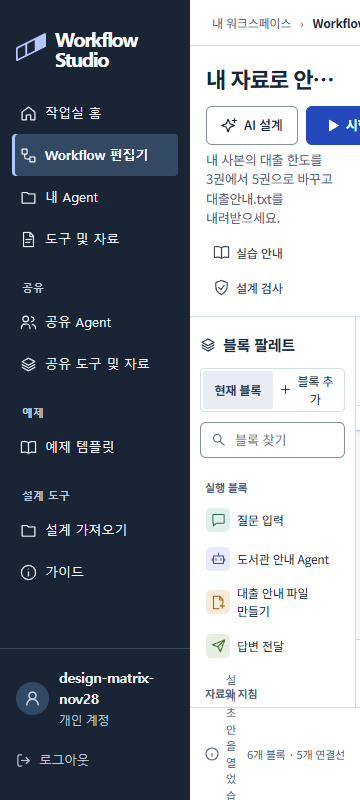 Workflow
Studio
작업실 홈
Workflow 편집기
내 Agent
도구 및 자료
공유
공유 Agent
공유 도구 및 자료
예제
예제 템플릿
설계 도구
설계 가져오기
가이드
design-matrix-
nov28
개인 계정
로그아웃
내 워크스페이스 › Workflow
내 자료로 안…
AI 설계
내 사본의 대출 한도를
3권에서 5권으로 바꾸고
대출안내.txt를
내려받으세요.
실습 안내
설계 검사
블록 팔레트
현재 블록
블록 추
가
블록 찾기
실행 블록
질문 입력
도서관 안내 Agent
대출 안내 파일
만들기
답변 전달
자료와 지침
초
안
을
열
었
습
6개 블록 · 5개 연결선